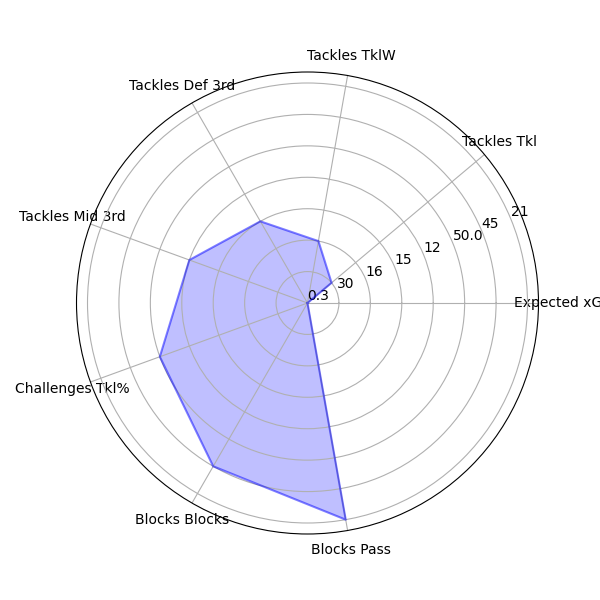 Tackles TklW
Tackles Def 3rd
Tackles Tkl
21
Tackles Mid 3rd
45
50.0
12
15
16
30
0.3
Expected xG
Challenges Tkl%
Blocks Blocks
Blocks Pass